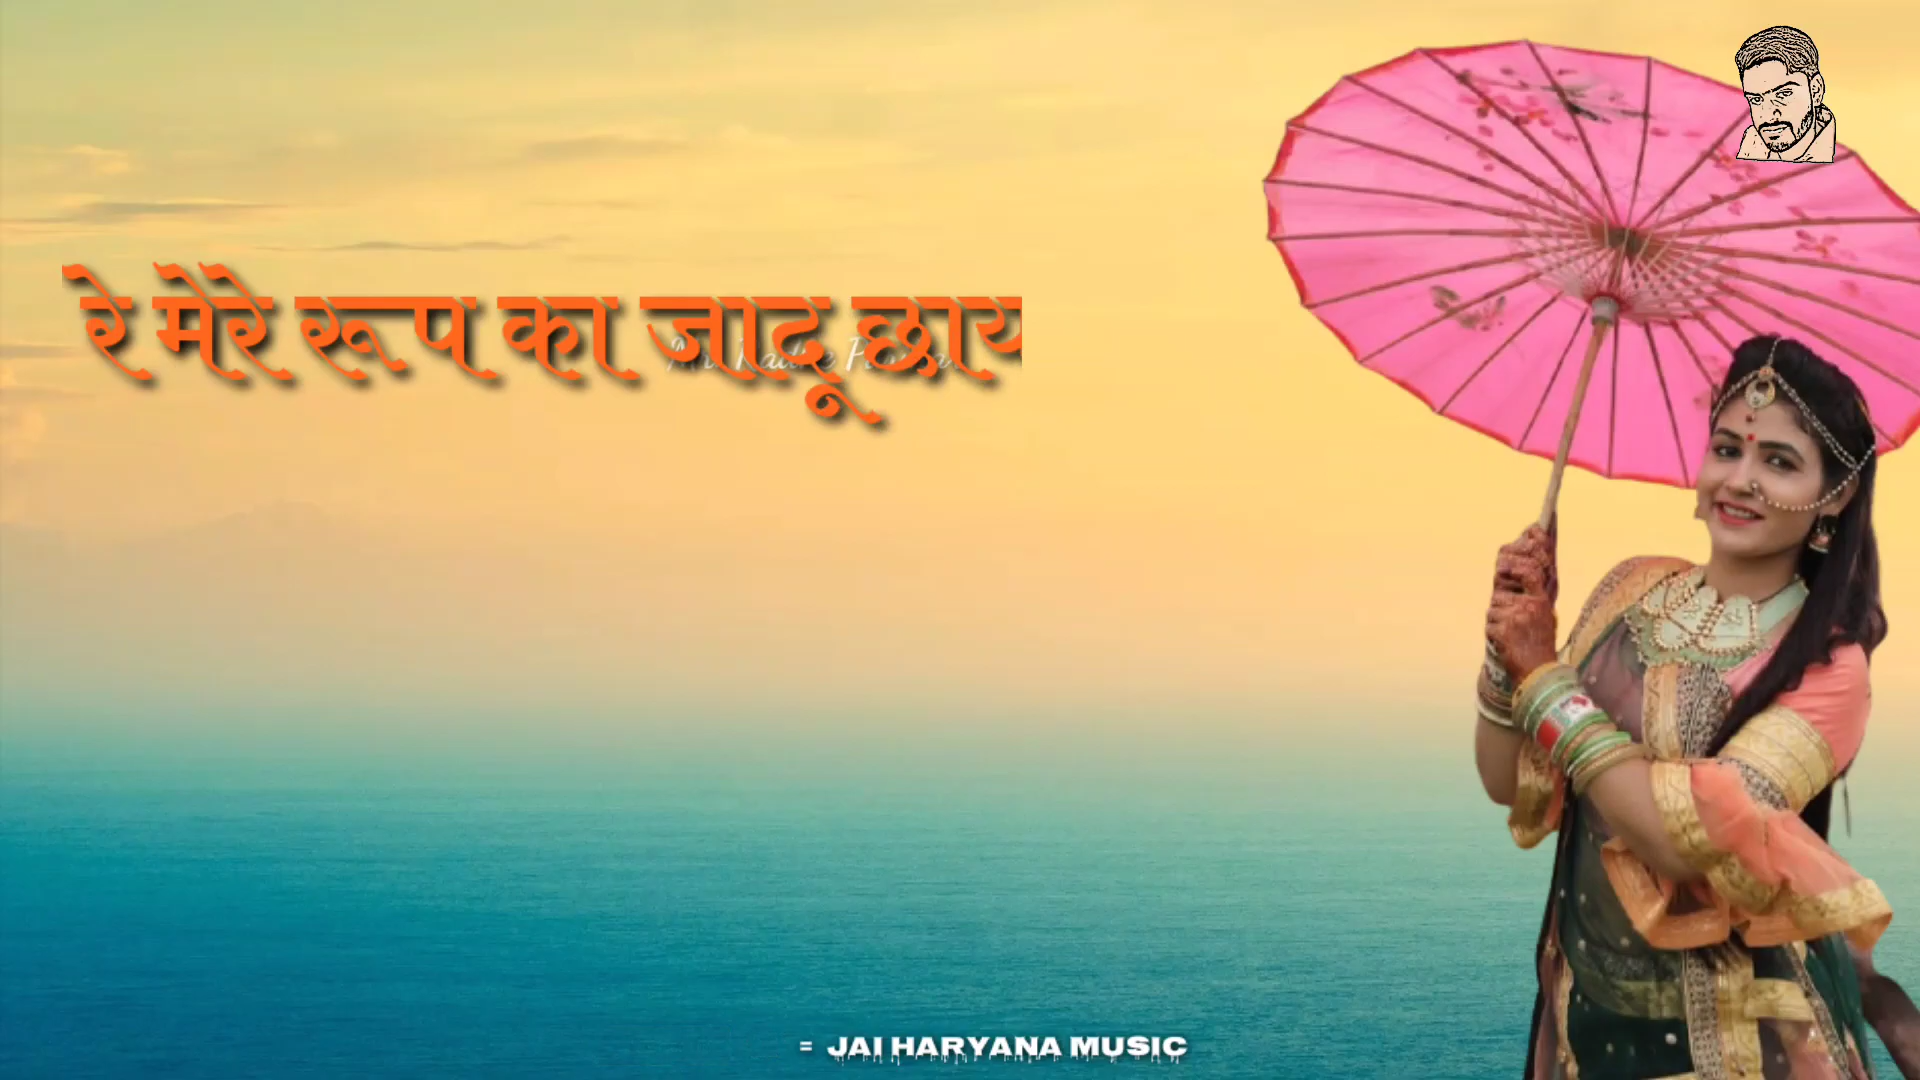 रे मेरे रूप का जादू छाय
= JAI HARYANA MUSIC